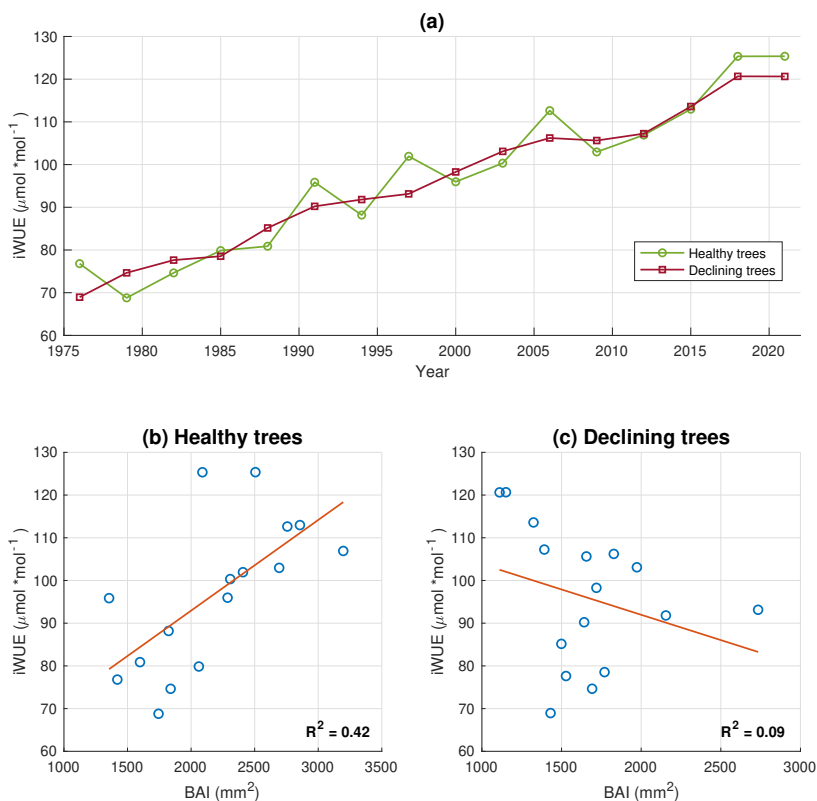 (a)
130
120
110
100
90
80
70
60
iWUE (μmol *mol⁻¹)
Healthy trees
Declining trees
1975 1980 1985 1990 1995 2000 2005 2010 2015 2020
Year
(b) Healthy trees
130
120
110
100
90
80
70
60
iWUE (μmol *mol⁻¹)
R² = 0.42
1000 1500 2000 2500 3000 3500
BAI (mm²)
(c) Declining trees
130
120
110
100
90
80
70
60
iWUE (μmol *mol⁻¹)
R² = 0.09
1000 1500 2000 2500 3000
BAI (mm²)